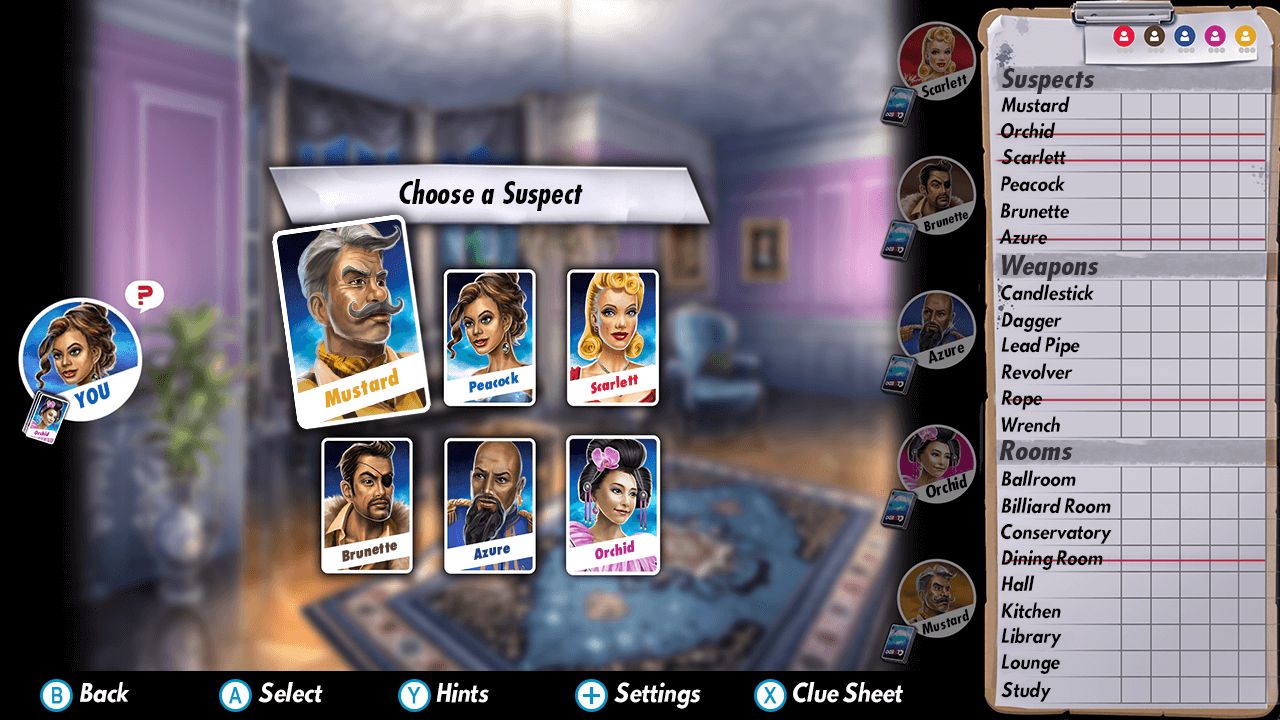 Choose a Suspect
Mustard
Peacock
Scarlett
Brunette
Azure
Orchid
?
YOU
Orchid
Scarlett
Brunette
Azure
Orchid
Mustard
Suspects
Mustard
Orchid
Scarlett
Peacock
Brunette
Azure
Weapons
Candlestick
Dagger
Lead Pipe
Revolver
Rope
Wrench
Rooms
Ballroom
Billiard Room
Conservatory
Dining Room
Hall
Kitchen
Library
Lounge
Study
B Back
A Select
Y Hints
+ Settings
X Clue Sheet